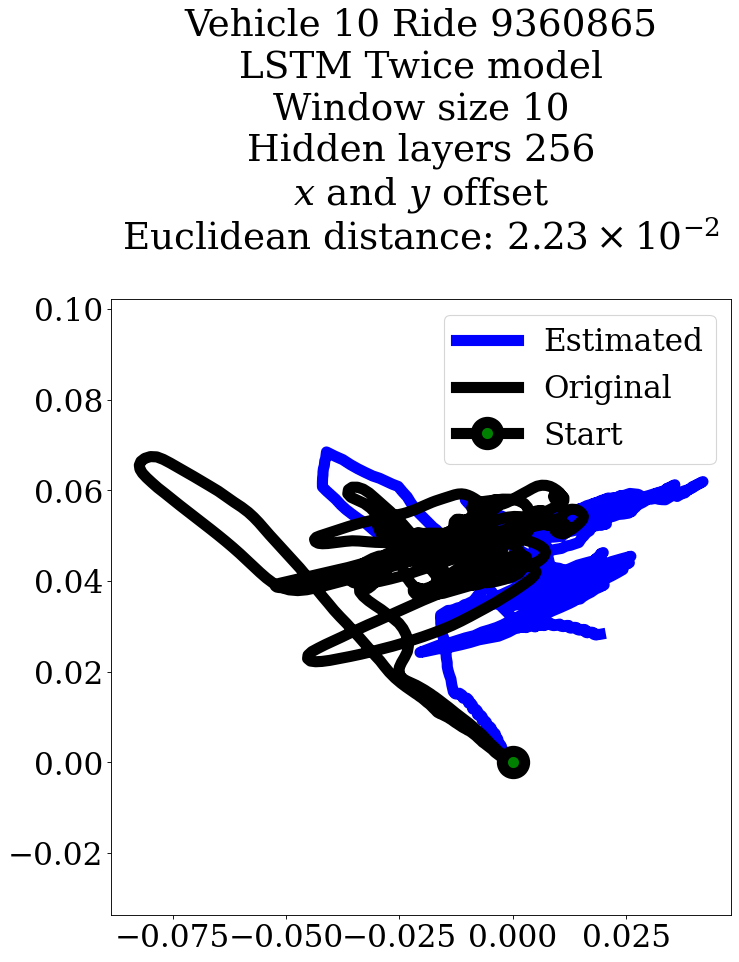 Vehicle 10 Ride 9360865
LSTM Twice model
Window size 10
Hidden layers 256
x and y offset
Euclidean distance: 2.23 × 10⁻²
Estimated
Original
Start
0.10
0.08
0.06
0.04
0.02
0.00
−0.02
−0.075 −0.050 −0.025 0.000 0.025